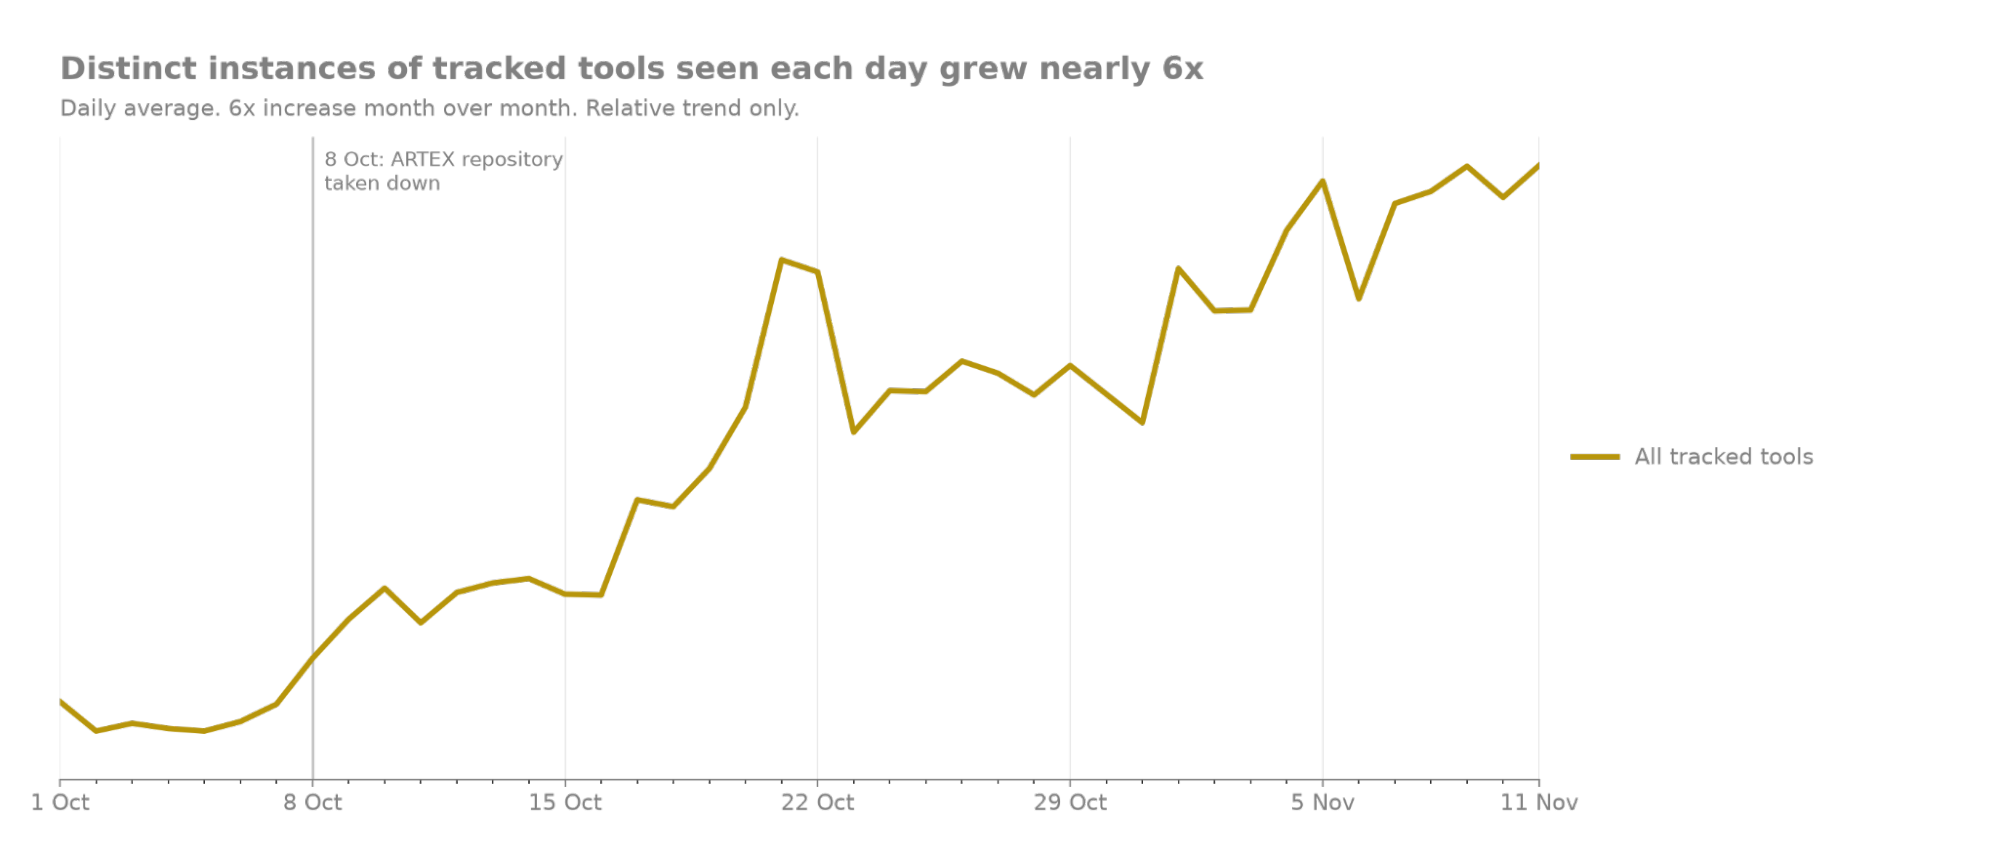 Distinct instances of tracked tools seen each day grew nearly 6x
Daily average. 6x increase month over month. Relative trend only.
8 Oct: ARTEX repository
taken down
All tracked tools
1 Oct
8 Oct
15 Oct
22 Oct
29 Oct
5 Nov
11 Nov